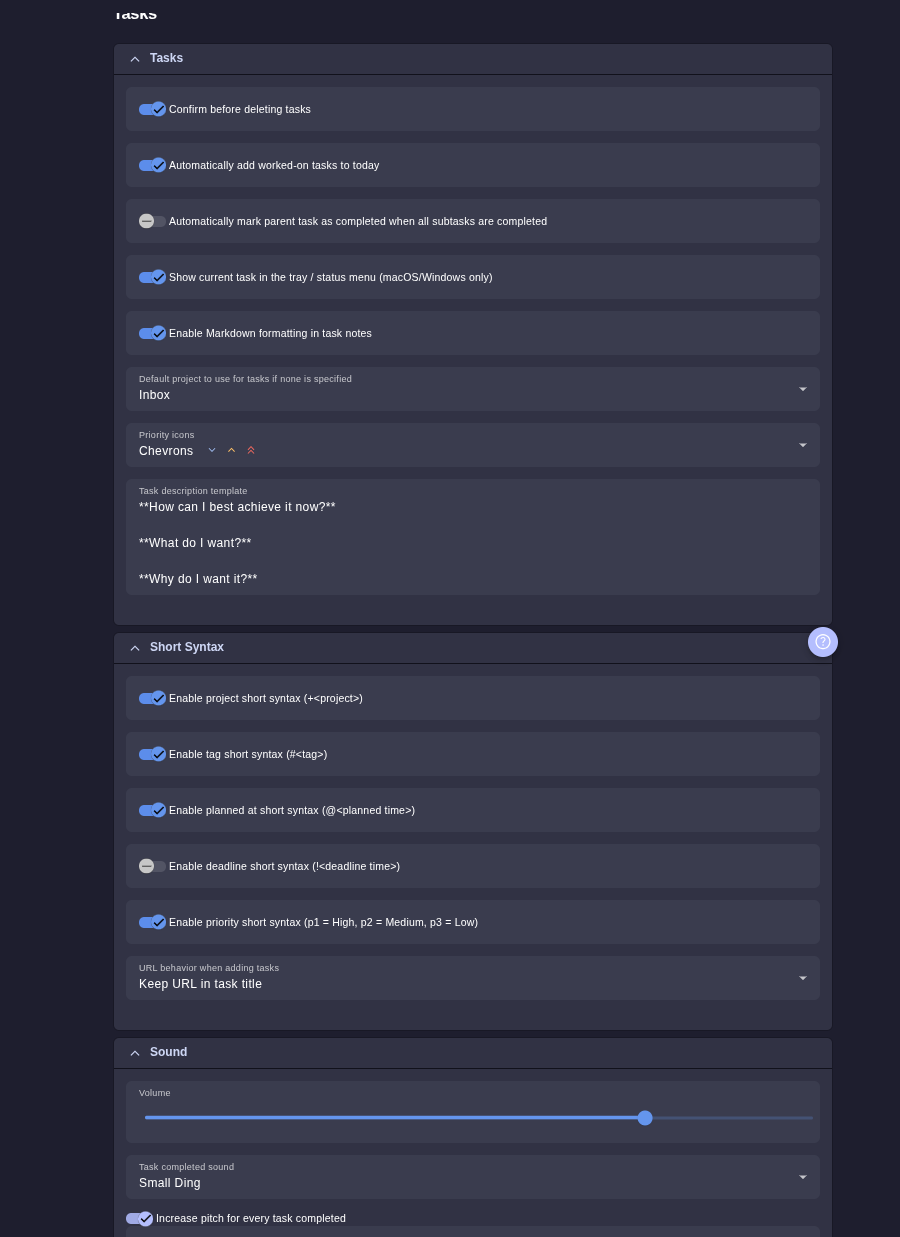 Tasks
Tasks
Confirm before deleting tasks
Automatically add worked-on tasks to today
Automatically mark parent task as completed when all subtasks are completed
Show current task in the tray / status menu (macOS/Windows only)
Enable Markdown formatting in task notes
Default project to use for tasks if none is specified
Inbox
Priority icons
Chevrons
Task description template
**How can I best achieve it now?**
**What do I want?**
**Why do I want it?**
Short Syntax
Enable project short syntax (+<project>)
Enable tag short syntax (#<tag>)
Enable planned at short syntax (@<planned time>)
Enable deadline short syntax (!<deadline time>)
Enable priority short syntax (p1 = High, p2 = Medium, p3 = Low)
URL behavior when adding tasks
Keep URL in task title
Sound
Volume
Task completed sound
Small Ding
Increase pitch for every task completed